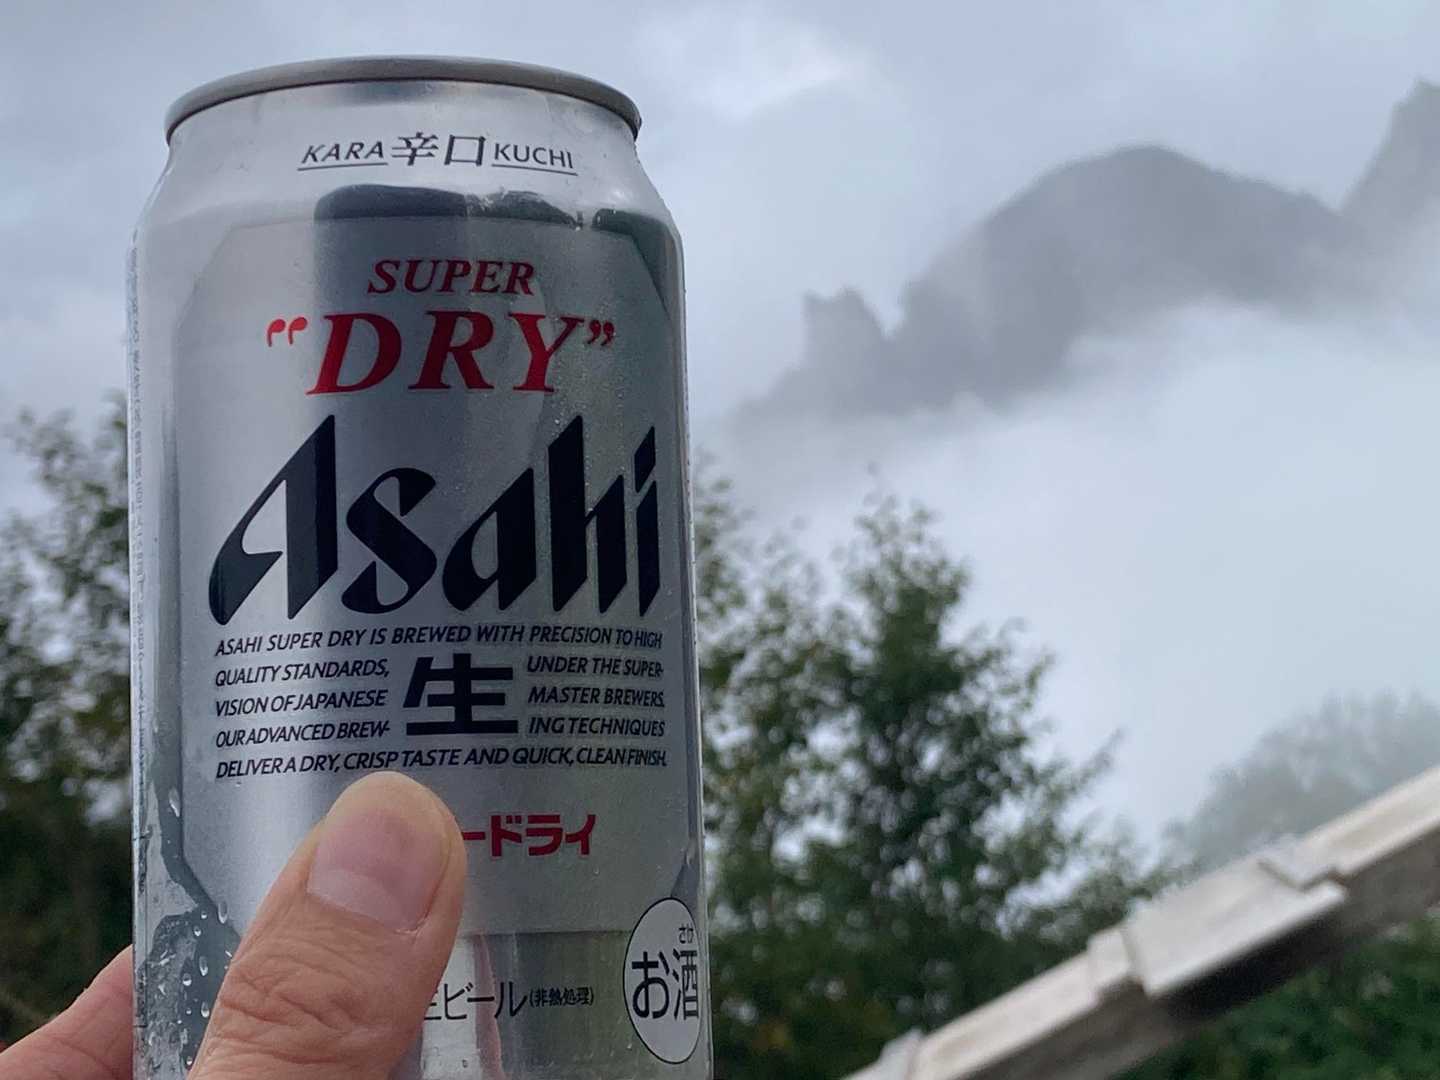 KARA 辛口 KUCHI
SUPER
"DRY"
Asahi
ASAHI SUPER DRY IS BREWED WITH PRECISION TO HIGH
QUALITY STANDARDS, UNDER THE SUPER-
VISION OF JAPANESE MASTER BREWERS.
生
OUR ADVANCED BREW- ING TECHNIQUES
DELIVER A DRY, CRISP TASTE AND QUICK, CLEAN FINISH.
ードライ
さけ
お酒
生ビール(非熱処理)